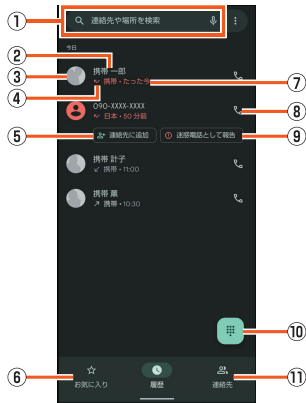 ① 連絡先や場所を検索
今日
②
③ 携帯 一郎
④ 携帯・たった今 ⑦
090-XXXX-XXXX ⑧
日本・50 分前
⑤ 連絡先に追加 迷惑電話として報告 ⑨
携帯 計子
携帯・11:00
携帯 薫
携帯・10:30
⑩
⑥ お気に入り 履歴 連絡先 ⑪